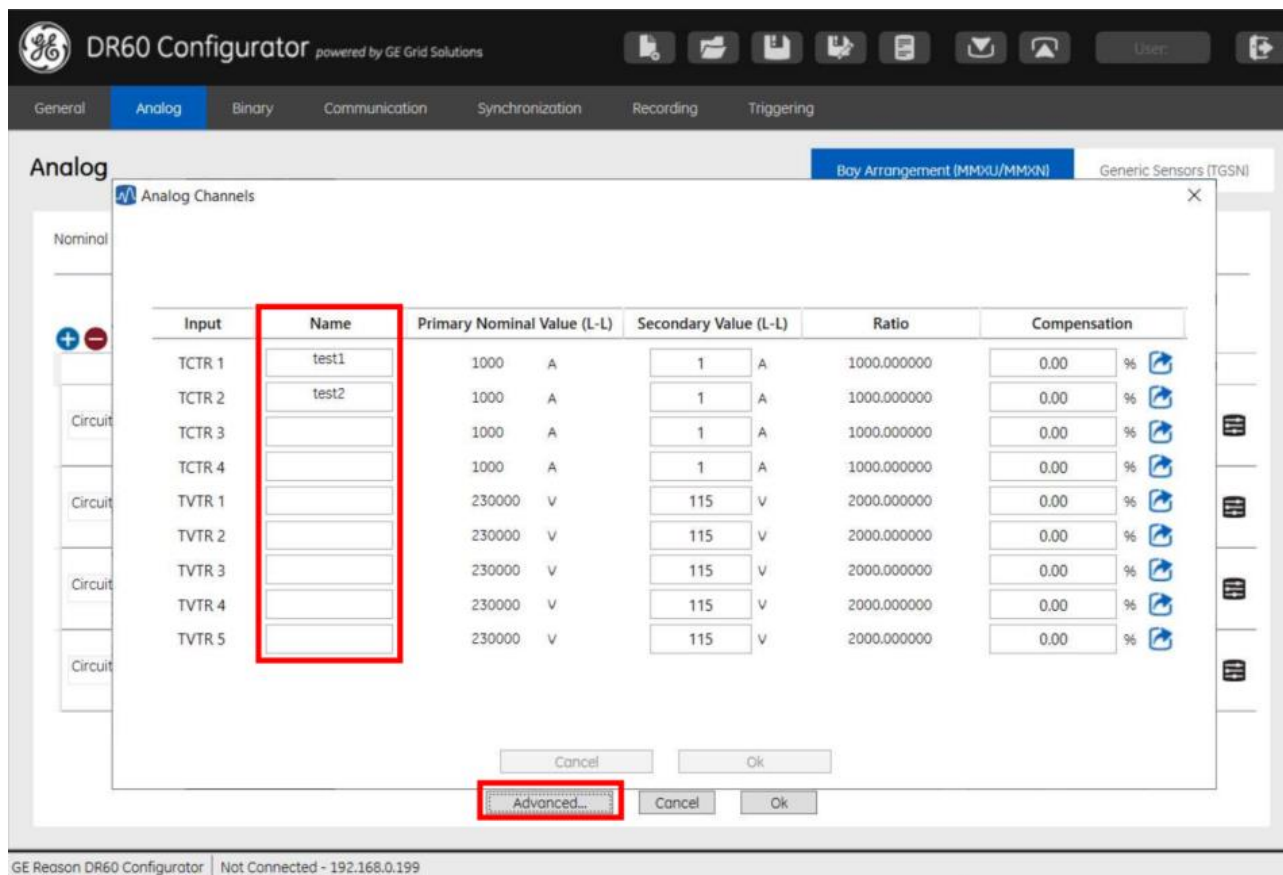 DR60 Configurator powered by GE Grid Solutions User:
General Analog Binary Communication Synchronization Recording Triggering
Analog Bay Arrangement (MMXU/MMXN) Generic Sensors (TGSN)
Analog Channels
Nominal
Input Name Primary Nominal Value (L-L) Secondary Value (L-L) Ratio Compensation
TCTR 1 test1 1000 A 1 A 1000.000000 0.00 %
TCTR 2 test2 1000 A 1 A 1000.000000 0.00 %
Circuit
TCTR 3 1000 A 1 A 1000.000000 0.00 %
TCTR 4 1000 A 1 A 1000.000000 0.00 %
Circuit TVTR 1 230000 V 115 V 2000.000000 0.00 %
TVTR 2 230000 V 115 V 2000.000000 0.00 %
TVTR 3 230000 V 115 V 2000.000000 0.00 %
Circuit
TVTR 4 230000 V 115 V 2000.000000 0.00 %
TVTR 5 230000 V 115 V 2000.000000 0.00 %
Circuit
Cancel Ok
Advanced... Cancel Ok
GE Reason DR60 Configurator Not Connected - 192.168.0.199